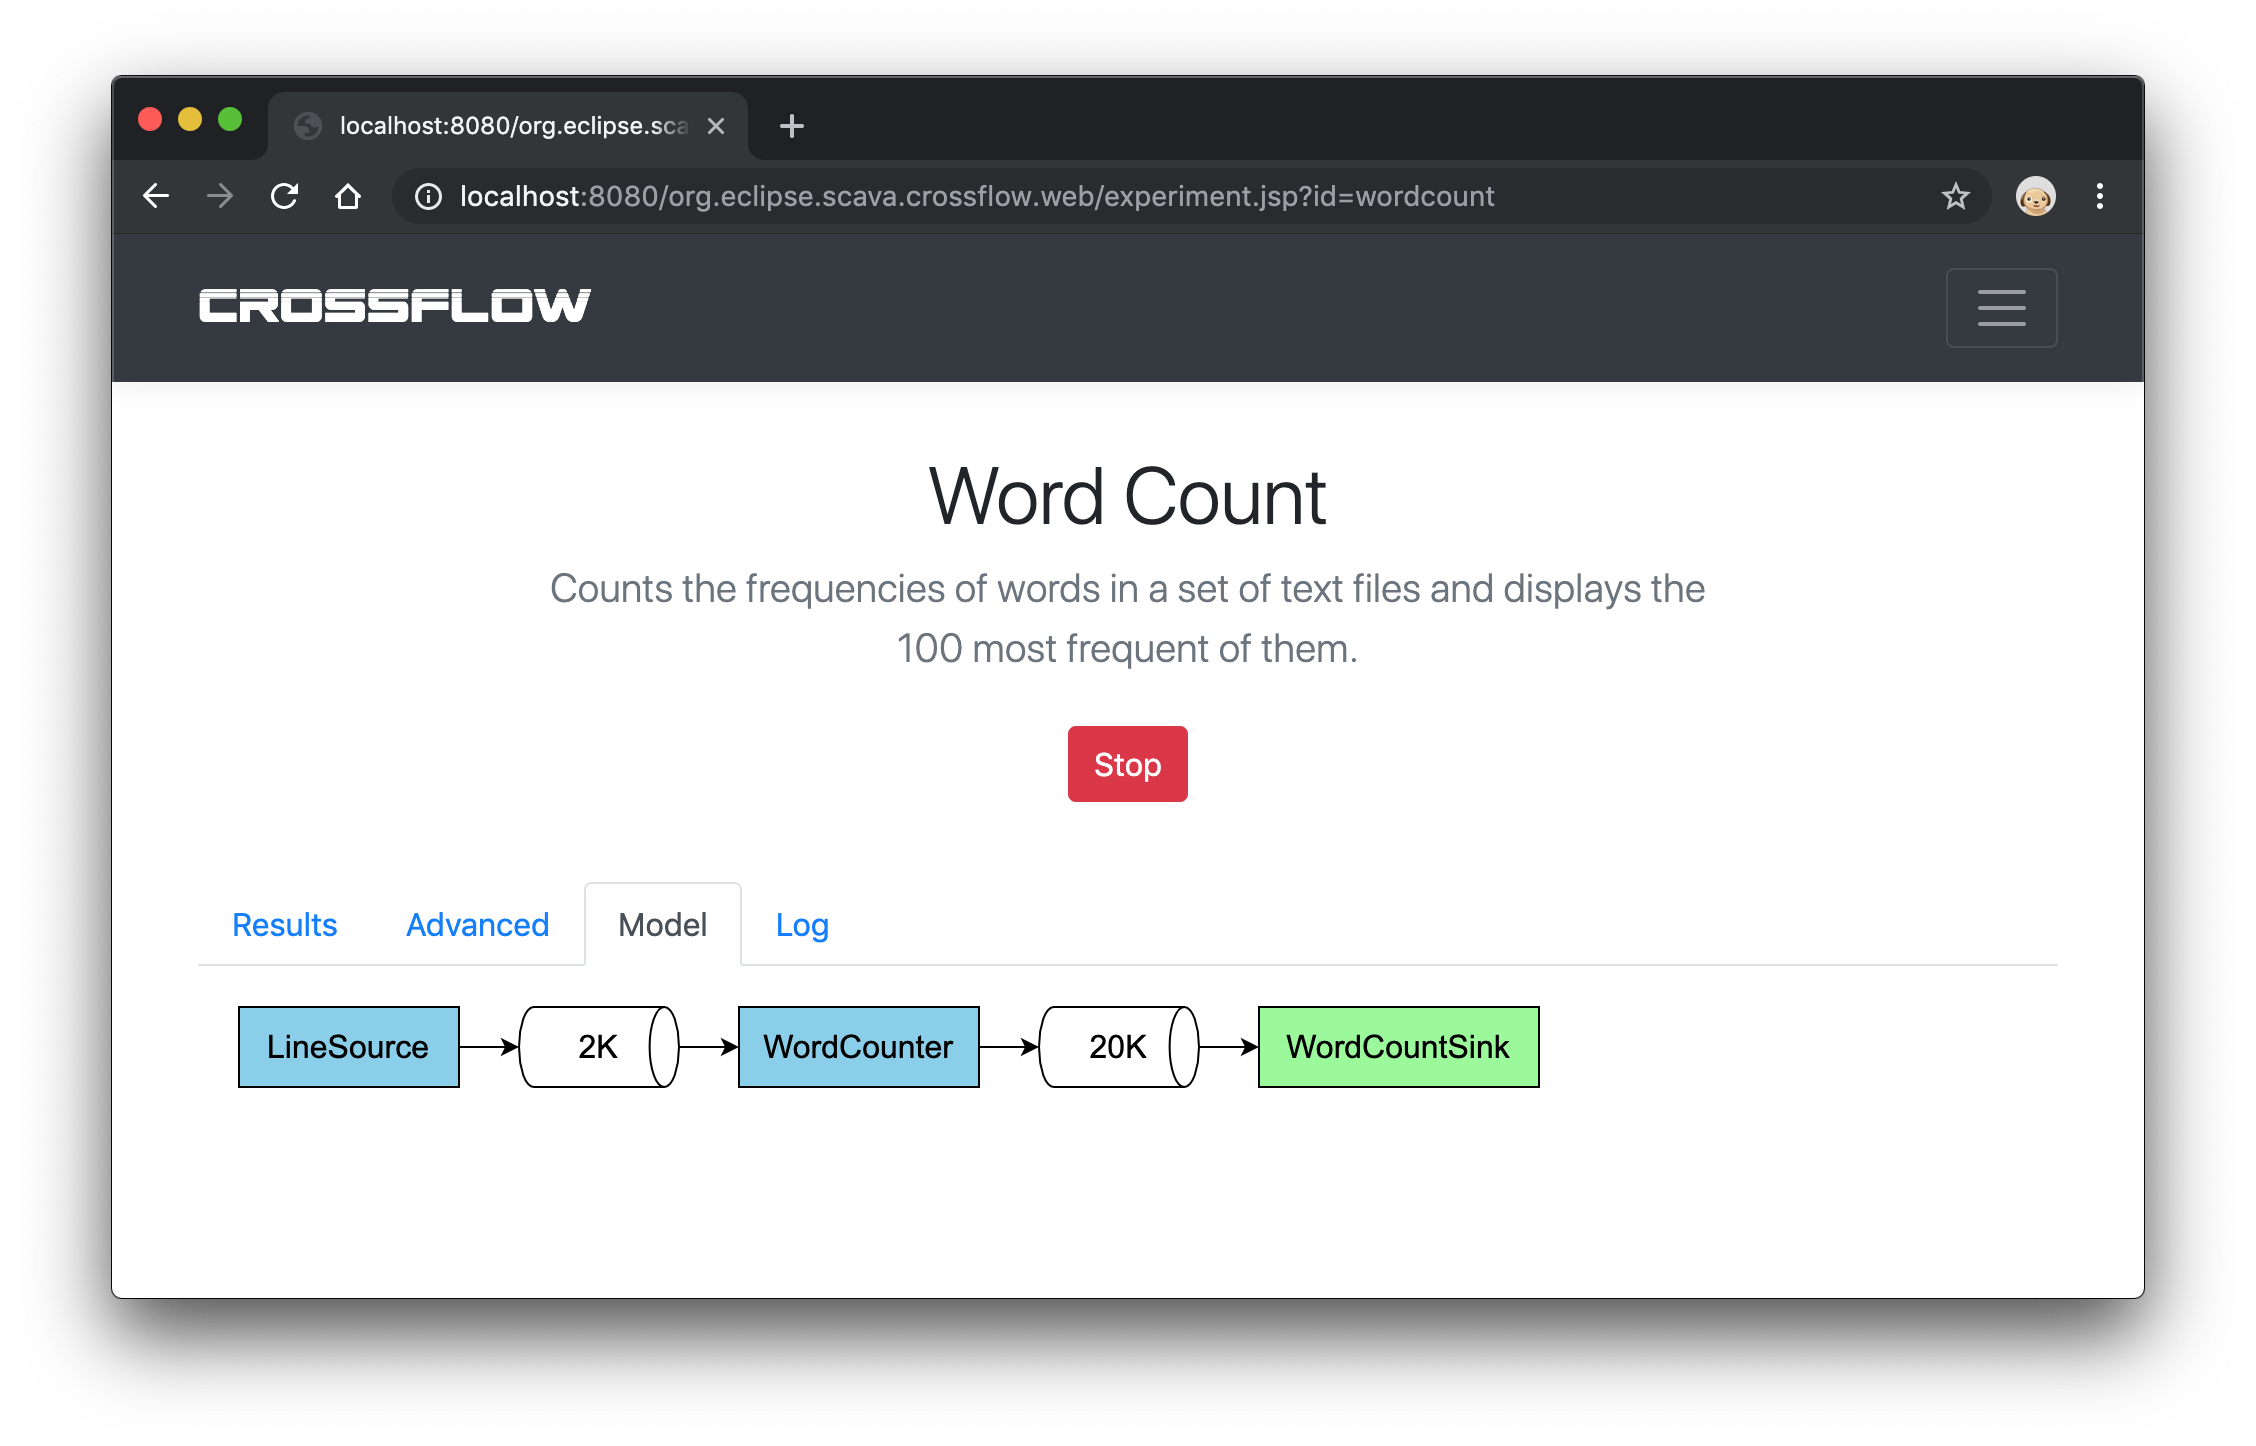 localhost:8080/org.eclipse.sca
localhost:8080/org.eclipse.scava.crossflow.web/experiment.jsp?id=wordcount
CROSSFLOW
Word Count
Counts the frequencies of words in a set of text files and displays the
100 most frequent of them.
Stop
Results Advanced Model Log
LineSource 2K WordCounter 20K WordCountSink